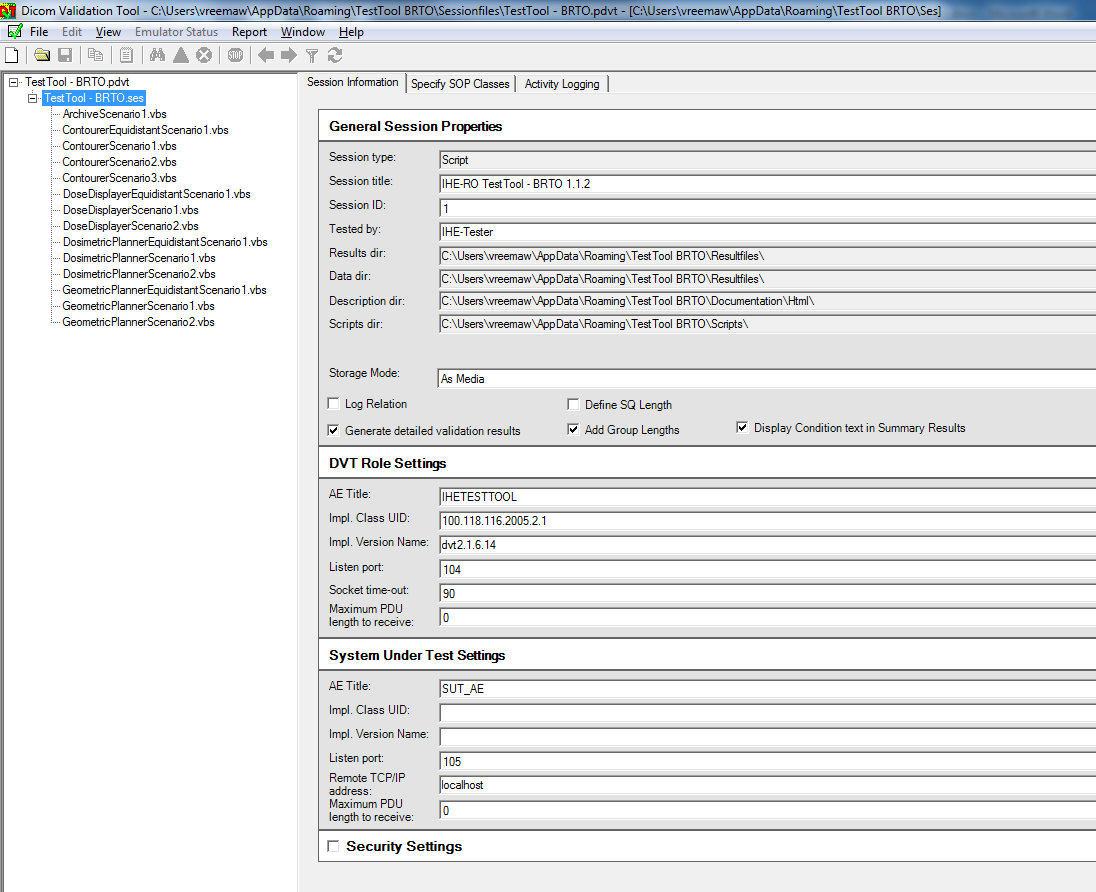 Dicom Validation Tool - C:\Users\vreemaw\AppData\Roaming\TestTool BRTO\Sessionfiles\TestTool - BRTO.pdvt - [C:\Users\vreemaw\AppData\Roaming\TestTool BRTO\Ses]
File Edit View Emulator Status Report Window Help
STOP
TestTool - BRTO.pdvt
TestTool - BRTO.ses
ArchiveScenario1.vbs
ContourerEquidistantScenario1.vbs
ContourerScenario1.vbs
ContourerScenario2.vbs
ContourerScenario3.vbs
DoseDisplayerEquidistantScenario1.vbs
DoseDisplayerScenario1.vbs
DoseDisplayerScenario2.vbs
DosimetricPlannerEquidistantScenario1.vbs
DosimetricPlannerScenario1.vbs
DosimetricPlannerScenario2.vbs
GeometricPlannerEquidistantScenario1.vbs
GeometricPlannerScenario1.vbs
GeometricPlannerScenario2.vbs
Session Information Specify SOP Classes Activity Logging
General Session Properties
Session type: Script
Session title: IHE-RO TestTool - BRTO 1.1.2
Session ID: 1
Tested by: IHE-Tester
Results dir: C:\Users\vreemaw\AppData\Roaming\TestTool BRTO\Resultfiles\
Data dir: C:\Users\vreemaw\AppData\Roaming\TestTool BRTO\Resultfiles\
Description dir: C:\Users\vreemaw\AppData\Roaming\TestTool BRTO\Documentation\Html\
Scripts dir: C:\Users\vreemaw\AppData\Roaming\TestTool BRTO\Scripts\
Storage Mode: As Media
Log Relation Define SQ Length
Generate detailed validation results Add Group Lengths Display Condition text in Summary Results
DVT Role Settings
AE Title: IHETESTTOOL
Impl. Class UID: 100.118.116.2005.2.1
Impl. Version Name: dvt2.1.6.14
Listen port: 104
Socket time-out: 90
Maximum PDU
length to receive: 0
System Under Test Settings
AE Title: SUT_AE
Impl. Class UID:
Impl. Version Name:
Listen port: 105
Remote TCP/IP
address: localhost
Maximum PDU
length to receive: 0
Security Settings